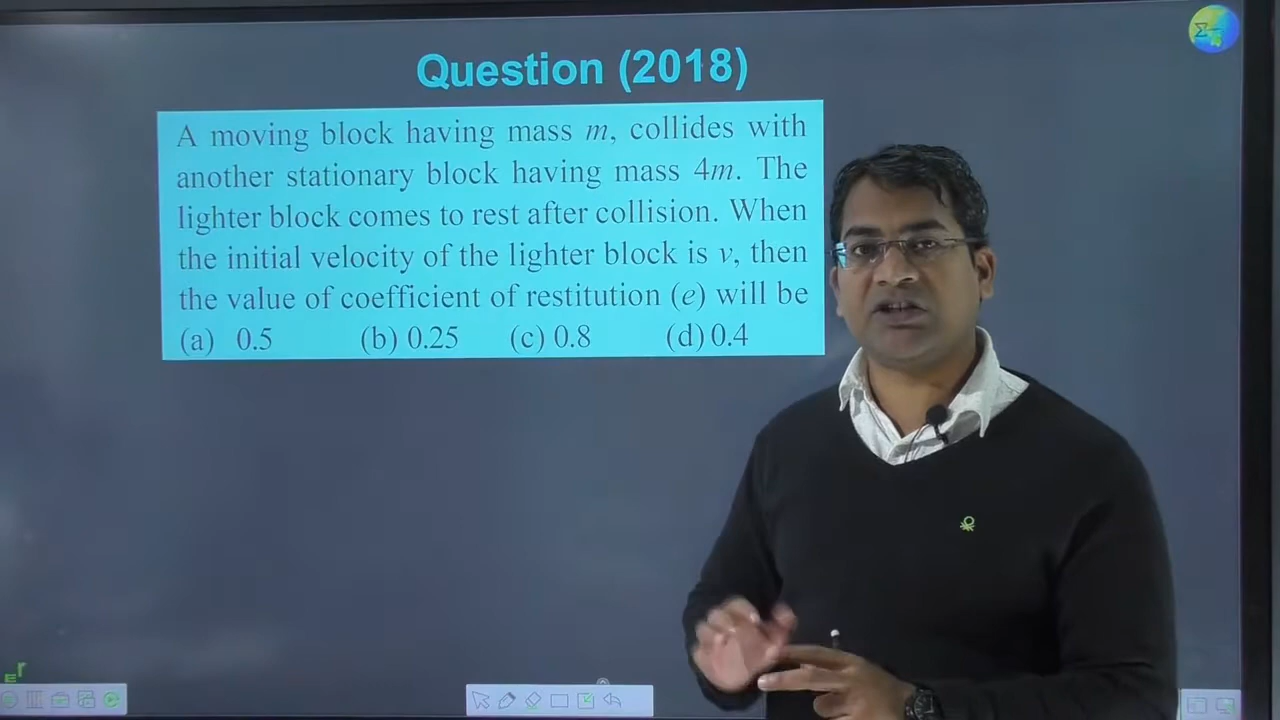 Question (2018)
A moving block having mass m, collides with
another stationary block having mass 4m. The
lighter block comes to rest after collision. When
the initial velocity of the lighter block is v, then
the value of coefficient of restitution (e) will be
(a) 0.5 (b) 0.25 (c) 0.8 (d) 0.4